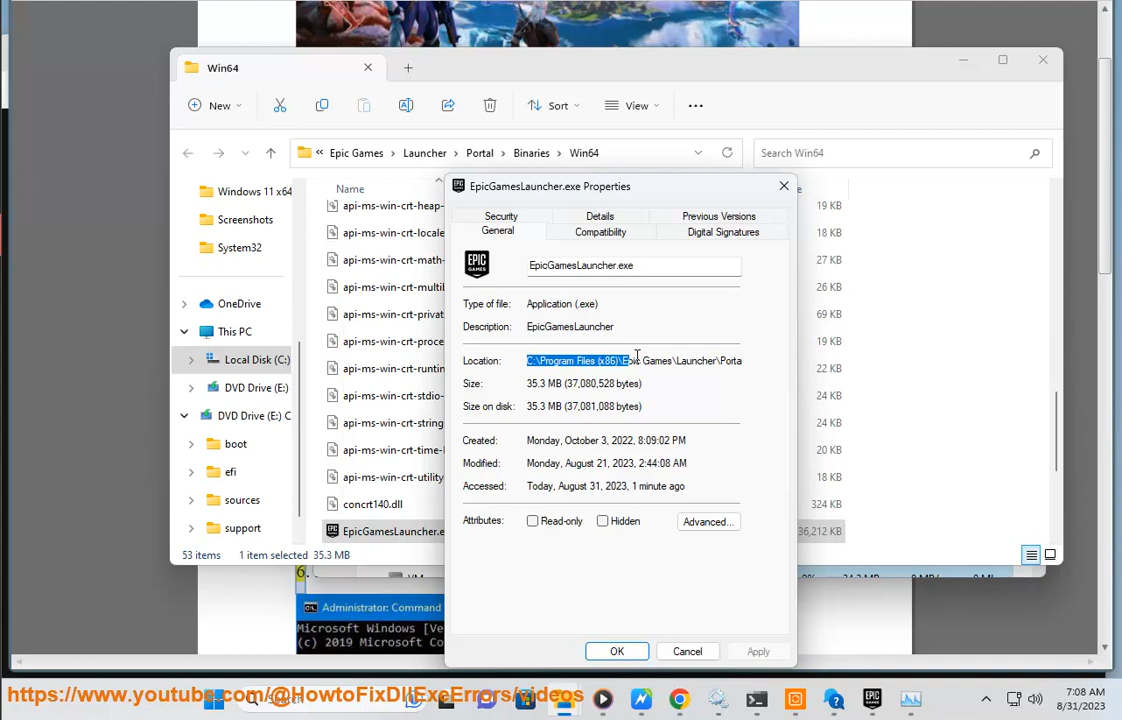 Win64
New
Sort
View
Epic Games > Launcher > Portal > Binaries > Win64
Search Win64
Windows 11 x64
Screenshots
System32
OneDrive
This PC
Local Disk (C:)
DVD Drive (E:)
DVD Drive (E:) C
boot
efi
sources
support
Name
api-ms-win-crt-heap-
api-ms-win-crt-locale
api-ms-win-crt-math-
api-ms-win-crt-multil
api-ms-win-crt-privat
api-ms-win-crt-proce
api-ms-win-crt-runtin
api-ms-win-crt-stdio-
api-ms-win-crt-string
api-ms-win-crt-time-l
api-ms-win-crt-utility
concrt140.dll
EpicGamesLauncher.e
19 KB
18 KB
27 KB
26 KB
69 KB
18 KB
22 KB
24 KB
24 KB
20 KB
18 KB
324 KB
36,212 KB
53 items 1 item selected 35.3 MB
EpicGamesLauncher.exe Properties
Security Details Previous Versions
General Compatibility Digital Signatures
EPIC GAMES
EpicGamesLauncher.exe
Type of file: Application (.exe)
Description: EpicGamesLauncher
Location: C:\Program Files (x86)\Epic Games\Launcher\Porta
Size: 35.3 MB (37,080,528 bytes)
Size on disk: 35.3 MB (37,081,088 bytes)
Created: Monday, October 3, 2022, 8:09:02 PM
Modified: Monday, August 21, 2023, 2:44:08 AM
Accessed: Today, August 31, 2023, 1 minute ago
Attributes: Read-only Hidden Advanced...
OK Cancel Apply
6.
Administrator: Command
Microsoft Windows [Ve
(c) 2019 Microsoft Co
https://www.youtube.com/@HowtoFixDllExeErrors/videos
7:08 AM
8/31/2023